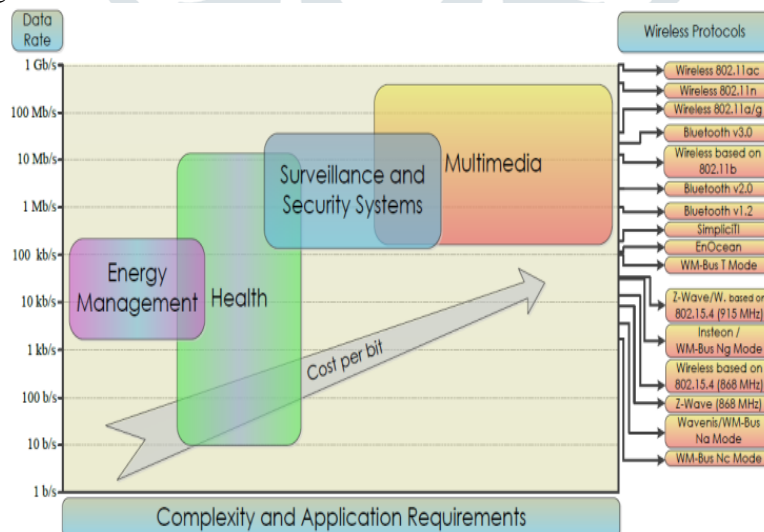 Data
Rate
Wireless Protocols
1 Gb/s
100 Mb/s
10 Mb/s
1 Mb/s
100 kb/s
10 kb/s
1 kb/s
100 b/s
10 b/s
1 b/s
Energy
Management
Health
Surveillance and
Security Systems
Multimedia
Cost per bit
Wireless 802.11ac
Wireless 802.11n
Wireless 802.11a/g
Bluetooth v3.0
Wireless based on
802.11b
Bluetooth v2.0
Bluetooth v1.2
SimpliciTI
EnOcean
WM-Bus T Mode
Z-Wave/W. based on
802.15.4 (915 MHz)
Insteon /
WM-Bus Ng Mode
Wireless based on
802.15.4 (868 MHz)
Z-Wave (868 MHz)
Wavenis/WM-Bus
Na Mode
WM-Bus Nc Mode
Complexity and Application Requirements